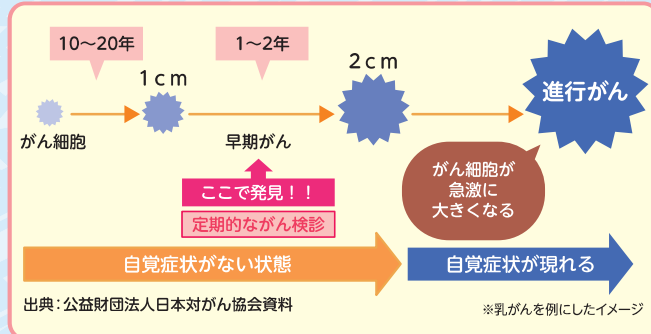 10～20年
1～2年
1cm
2cm
進行がん
がん細胞
早期がん
ここで発見！！
定期的ながん検診
がん細胞が
急激に
大きくなる
自覚症状がない状態
自覚症状が現れる
出典：公益財団法人日本対がん協会資料
※乳がんを例にしたイメージ